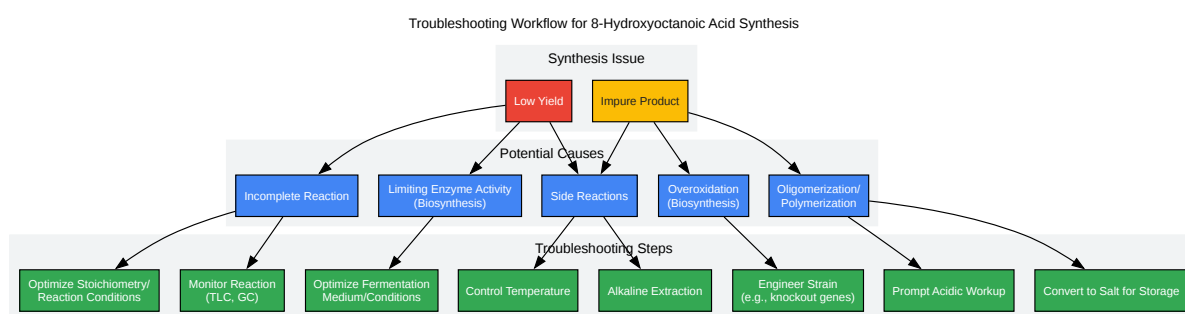 Troubleshooting Workflow for 8-Hydroxyoctanoic Acid Synthesis
Synthesis Issue
Low Yield
Impure Product
Potential Causes
Incomplete Reaction
Limiting Enzyme Activity
(Biosynthesis)
Side Reactions
Overoxidation
(Biosynthesis)
Oligomerization/
Polymerization
Troubleshooting Steps
Optimize Stoichiometry/
Reaction Conditions
Monitor Reaction
(TLC, GC)
Optimize Fermentation
Medium/Conditions
Control Temperature
Alkaline Extraction
Engineer Strain
(e.g., knockout genes)
Prompt Acidic Workup
Convert to Salt for Storage